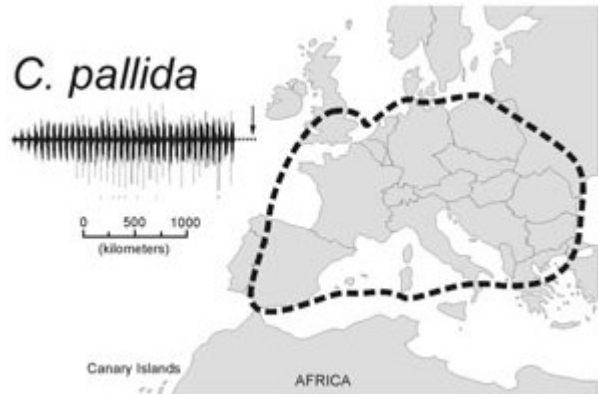 C. pallida
0 500 1000
(kilometers)
Canary Islands
AFRICA